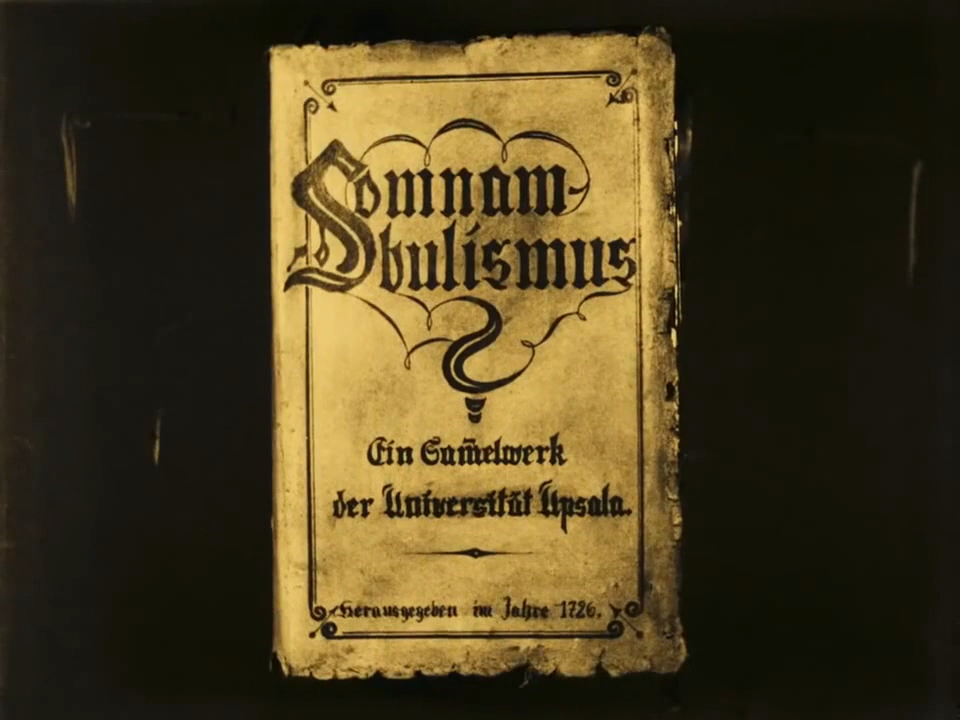 Somnam-
bulismus
Ein Sam̅elwerk
der Universität Upsala.
Herausgegeben im Jahre 1726.